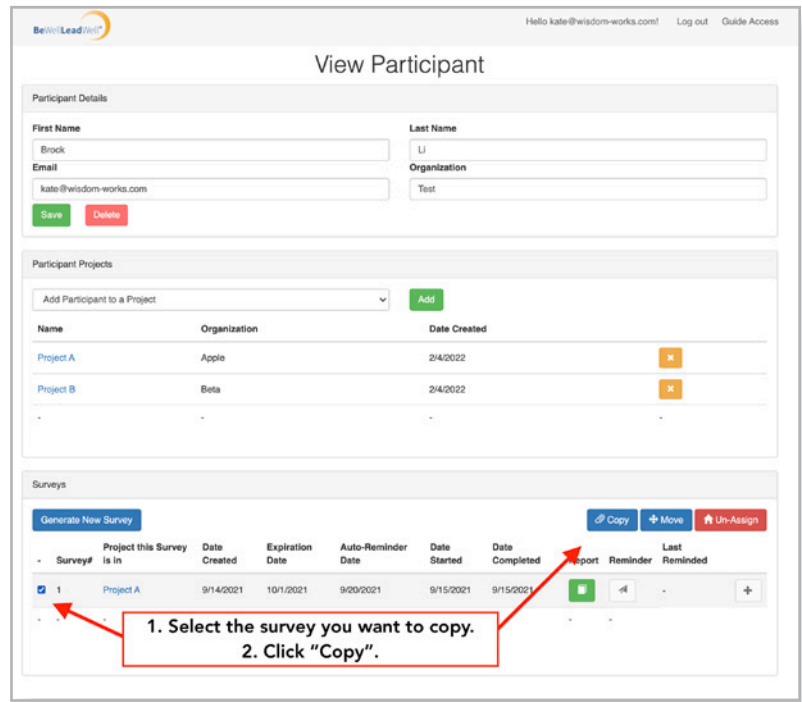 BeWellLeadWell®
Hello kate@wisdom-works.com! Log out Guide Access
View Participant
Participant Details
First Name Last Name
Brock Li
Email Organization
kate@wisdom-works.com Test
Save Delete
Participant Projects
Add Participant to a Project Add
Name Organization Date Created
Project A Apple 2/4/2022
Project B Beta 2/4/2022
- - - -
Surveys
Generate New Survey Copy Move Un-Assign
Project this Survey Date Expiration Auto-Reminder Date Date Last
- Survey# is in Created Date Date Started Completed Report Reminder Reminded
1 Project A 9/14/2021 10/1/2021 9/20/2021 9/15/2021 9/15/2021 -
- - - - -
1. Select the survey you want to copy.
2. Click “Copy”.